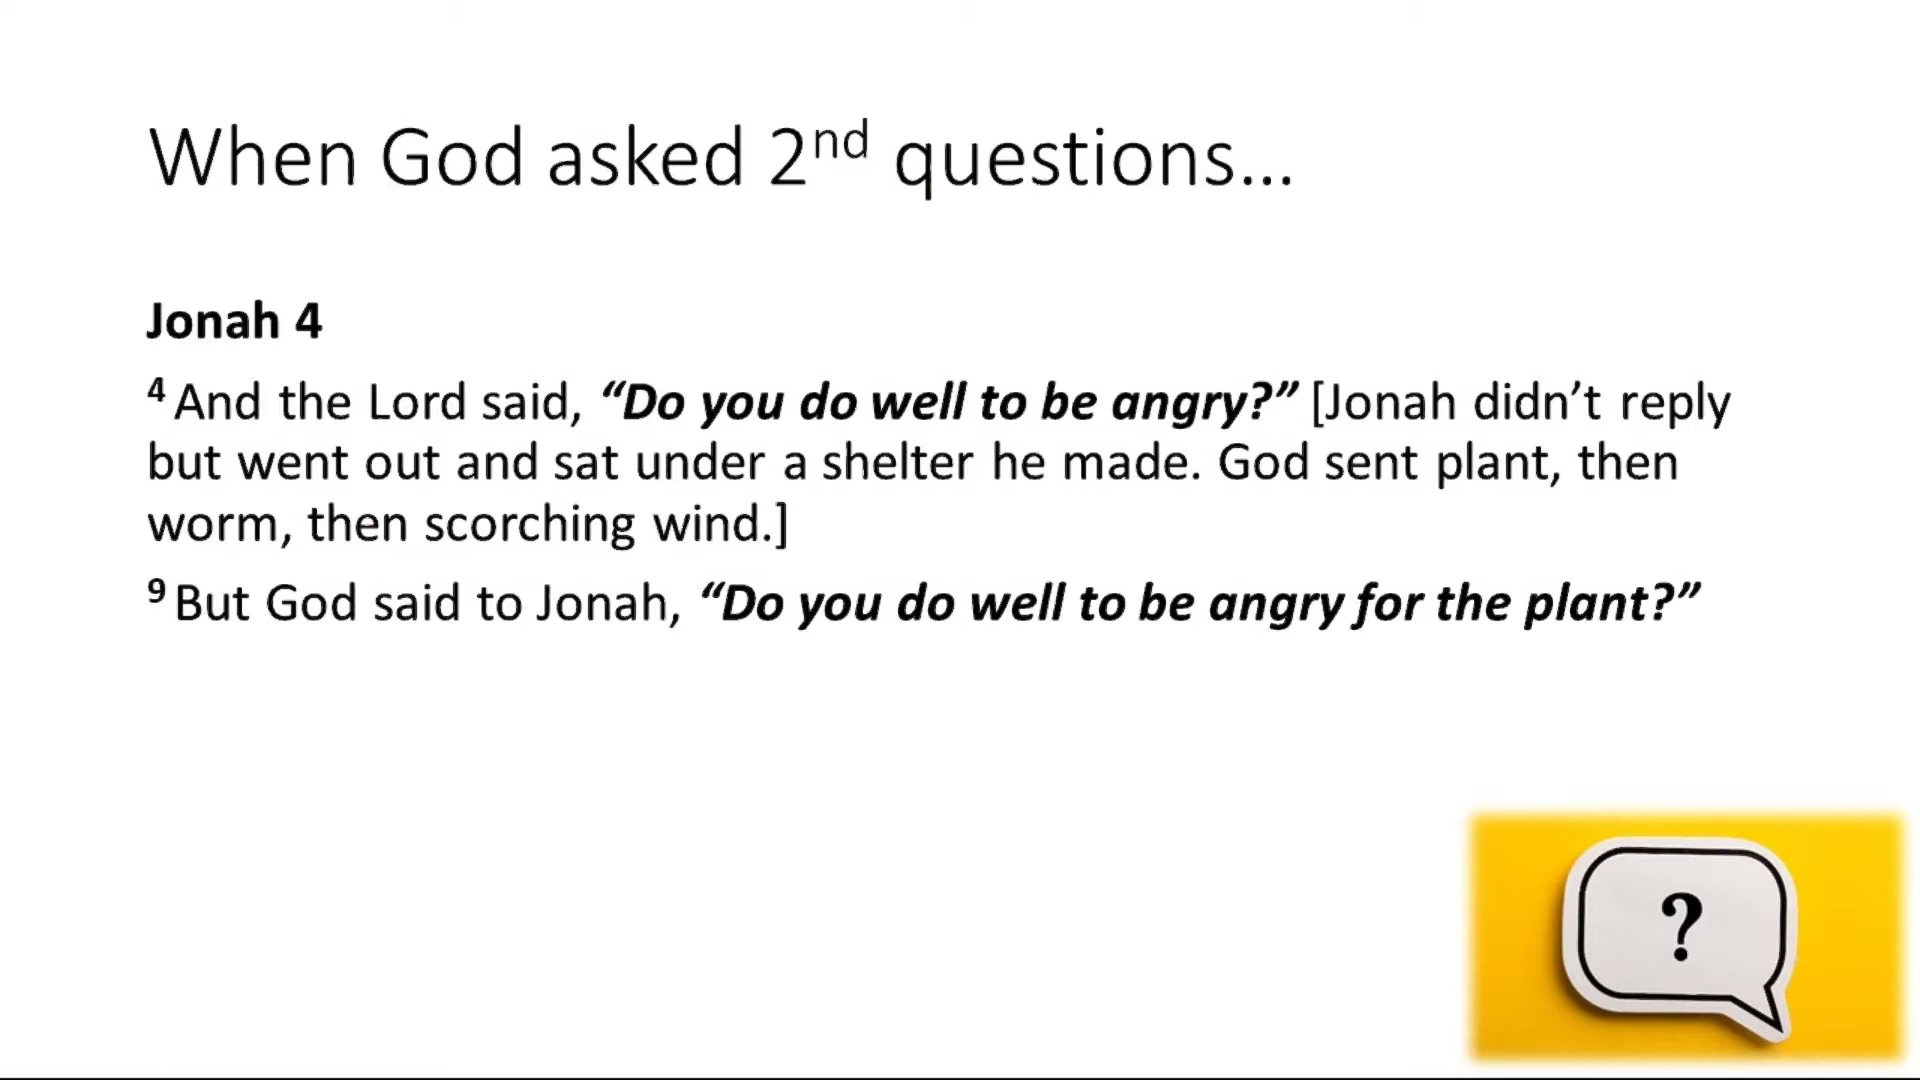 When God asked 2nd questions...
Jonah 4
4 And the Lord said, “Do you do well to be angry?” [Jonah didn’t reply
but went out and sat under a shelter he made. God sent plant, then
worm, then scorching wind.]
9 But God said to Jonah, “Do you do well to be angry for the plant?”
?